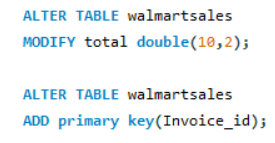 ALTER TABLE walmartsales
MODIFY total double(10,2);
ALTER TABLE walmartsales
ADD primary key(Invoice_id);